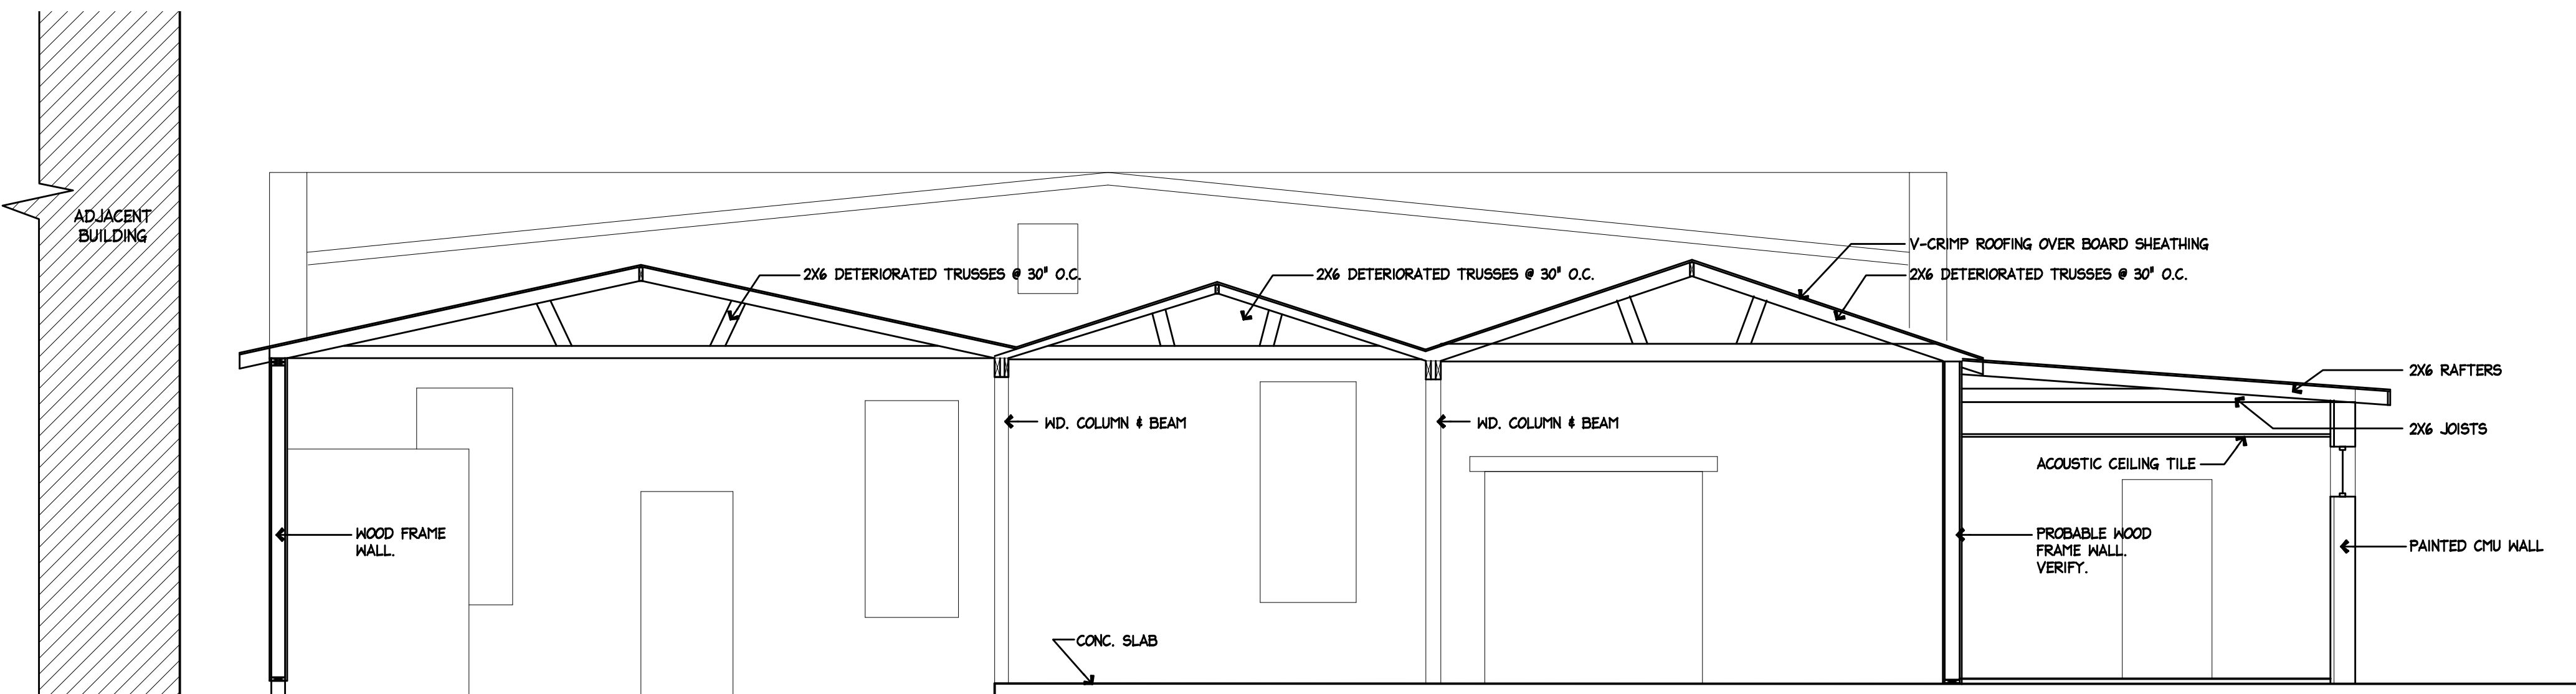 ADJACENT
BUILDING
V-CRIMP ROOFING OVER BOARD SHEATHING
2X6 DETERIORATED TRUSSES @ 30" O.C.
2X6 DETERIORATED TRUSSES @ 30" O.C.
2X6 DETERIORATED TRUSSES @ 30" O.C.
2X6 RAFTERS
WD. COLUMN & BEAM
WD. COLUMN & BEAM
2X6 JOISTS
ACOUSTIC CEILING TILE
WOOD FRAME
WALL.
PROBABLE WOOD
FRAME WALL.
VERIFY.
PAINTED CMU WALL
CONC. SLAB